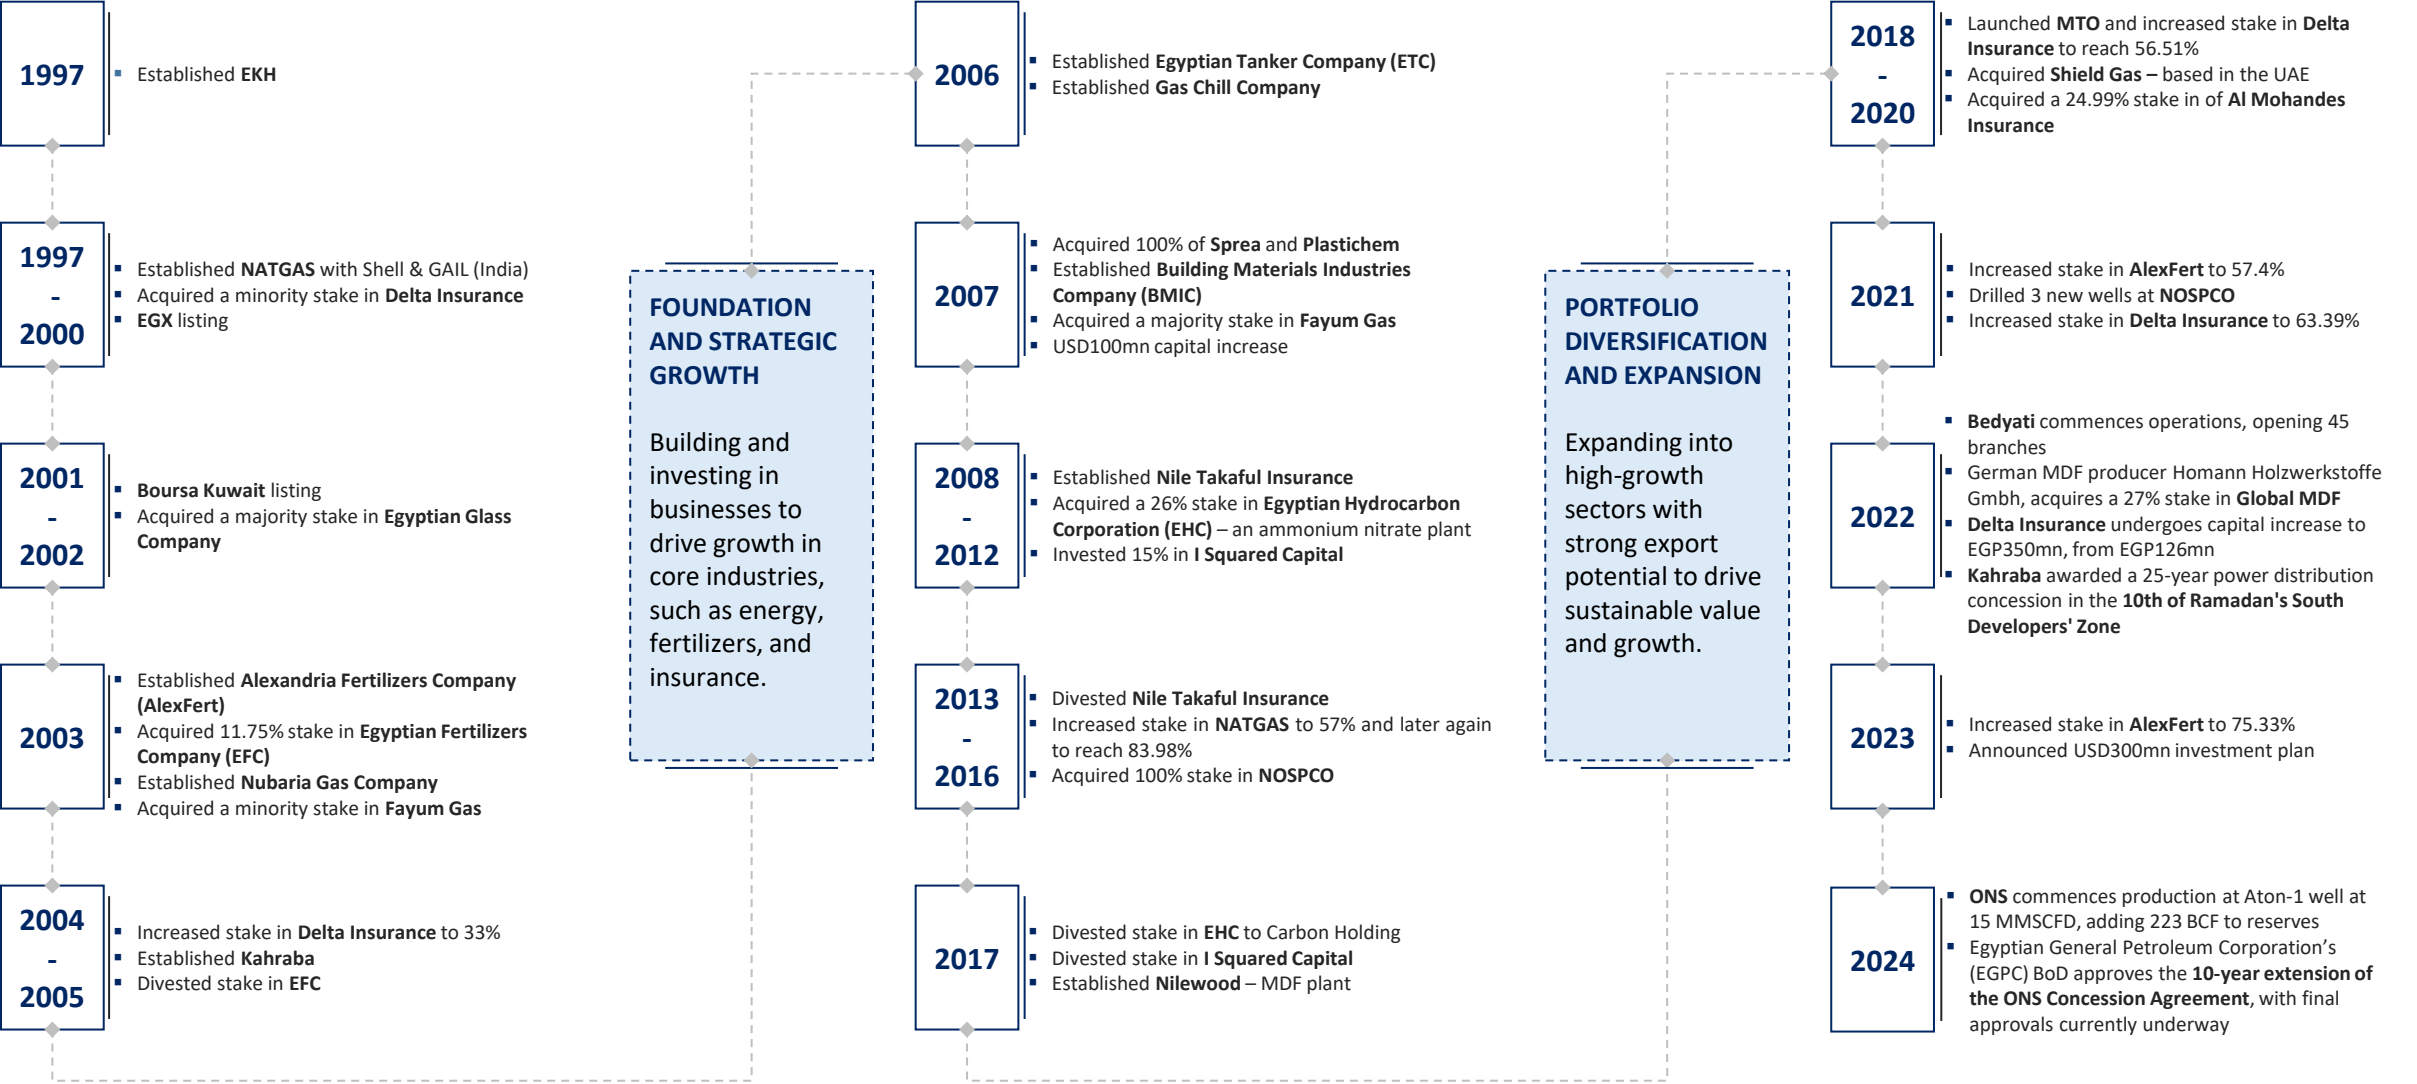 1997
▪ Established EKH
1997
-
2000
▪ Established NATGAS with Shell & GAIL (India)
▪ Acquired a minority stake in Delta Insurance
▪ EGX listing
2001
-
2002
▪ Boursa Kuwait listing
▪ Acquired a majority stake in Egyptian Glass
Company
2003
▪ Established Alexandria Fertilizers Company
(AlexFert)
▪ Acquired 11.75% stake in Egyptian Fertilizers
Company (EFC)
▪ Established Nubaria Gas Company
▪ Acquired a minority stake in Fayum Gas
2004
-
2005
▪ Increased stake in Delta Insurance to 33%
▪ Established Kahraba
▪ Divested stake in EFC
FOUNDATION
AND STRATEGIC
GROWTH
Building and
investing in
businesses to
drive growth in
core industries,
such as energy,
fertilizers, and
insurance.
2006
▪ Established Egyptian Tanker Company (ETC)
▪ Established Gas Chill Company
2007
▪ Acquired 100% of Sprea and Plastichem
▪ Established Building Materials Industries
Company (BMIC)
▪ Acquired a majority stake in Fayum Gas
▪ USD100mn capital increase
2008
-
2012
▪ Established Nile Takaful Insurance
▪ Acquired a 26% stake in Egyptian Hydrocarbon
Corporation (EHC) – an ammonium nitrate plant
▪ Invested 15% in I Squared Capital
2013
-
2016
▪ Divested Nile Takaful Insurance
▪ Increased stake in NATGAS to 57% and later again
to reach 83.98%
▪ Acquired 100% stake in NOSPCO
2017
▪ Divested stake in EHC to Carbon Holding
▪ Divested stake in I Squared Capital
▪ Established Nilewood – MDF plant
PORTFOLIO
DIVERSIFICATION
AND EXPANSION
Expanding into
high-growth
sectors with
strong export
potential to drive
sustainable value
and growth.
2018
-
2020
▪ Launched MTO and increased stake in Delta
Insurance to reach 56.51%
▪ Acquired Shield Gas – based in the UAE
▪ Acquired a 24.99% stake in of Al Mohandes
Insurance
2021
▪ Increased stake in AlexFert to 57.4%
▪ Drilled 3 new wells at NOSPCO
▪ Increased stake in Delta Insurance to 63.39%
2022
▪ Bedyati commences operations, opening 45
branches
▪ German MDF producer Homann Holzwerkstoffe
Gmbh, acquires a 27% stake in Global MDF
▪ Delta Insurance undergoes capital increase to
EGP350mn, from EGP126mn
▪ Kahraba awarded a 25-year power distribution
concession in the 10th of Ramadan's South
Developers' Zone
2023
▪ Increased stake in AlexFert to 75.33%
▪ Announced USD300mn investment plan
2024
▪ ONS commences production at Aton-1 well at
15 MMSCFD, adding 223 BCF to reserves
▪ Egyptian General Petroleum Corporation’s
(EGPC) BoD approves the 10-year extension of
the ONS Concession Agreement, with final
approvals currently underway